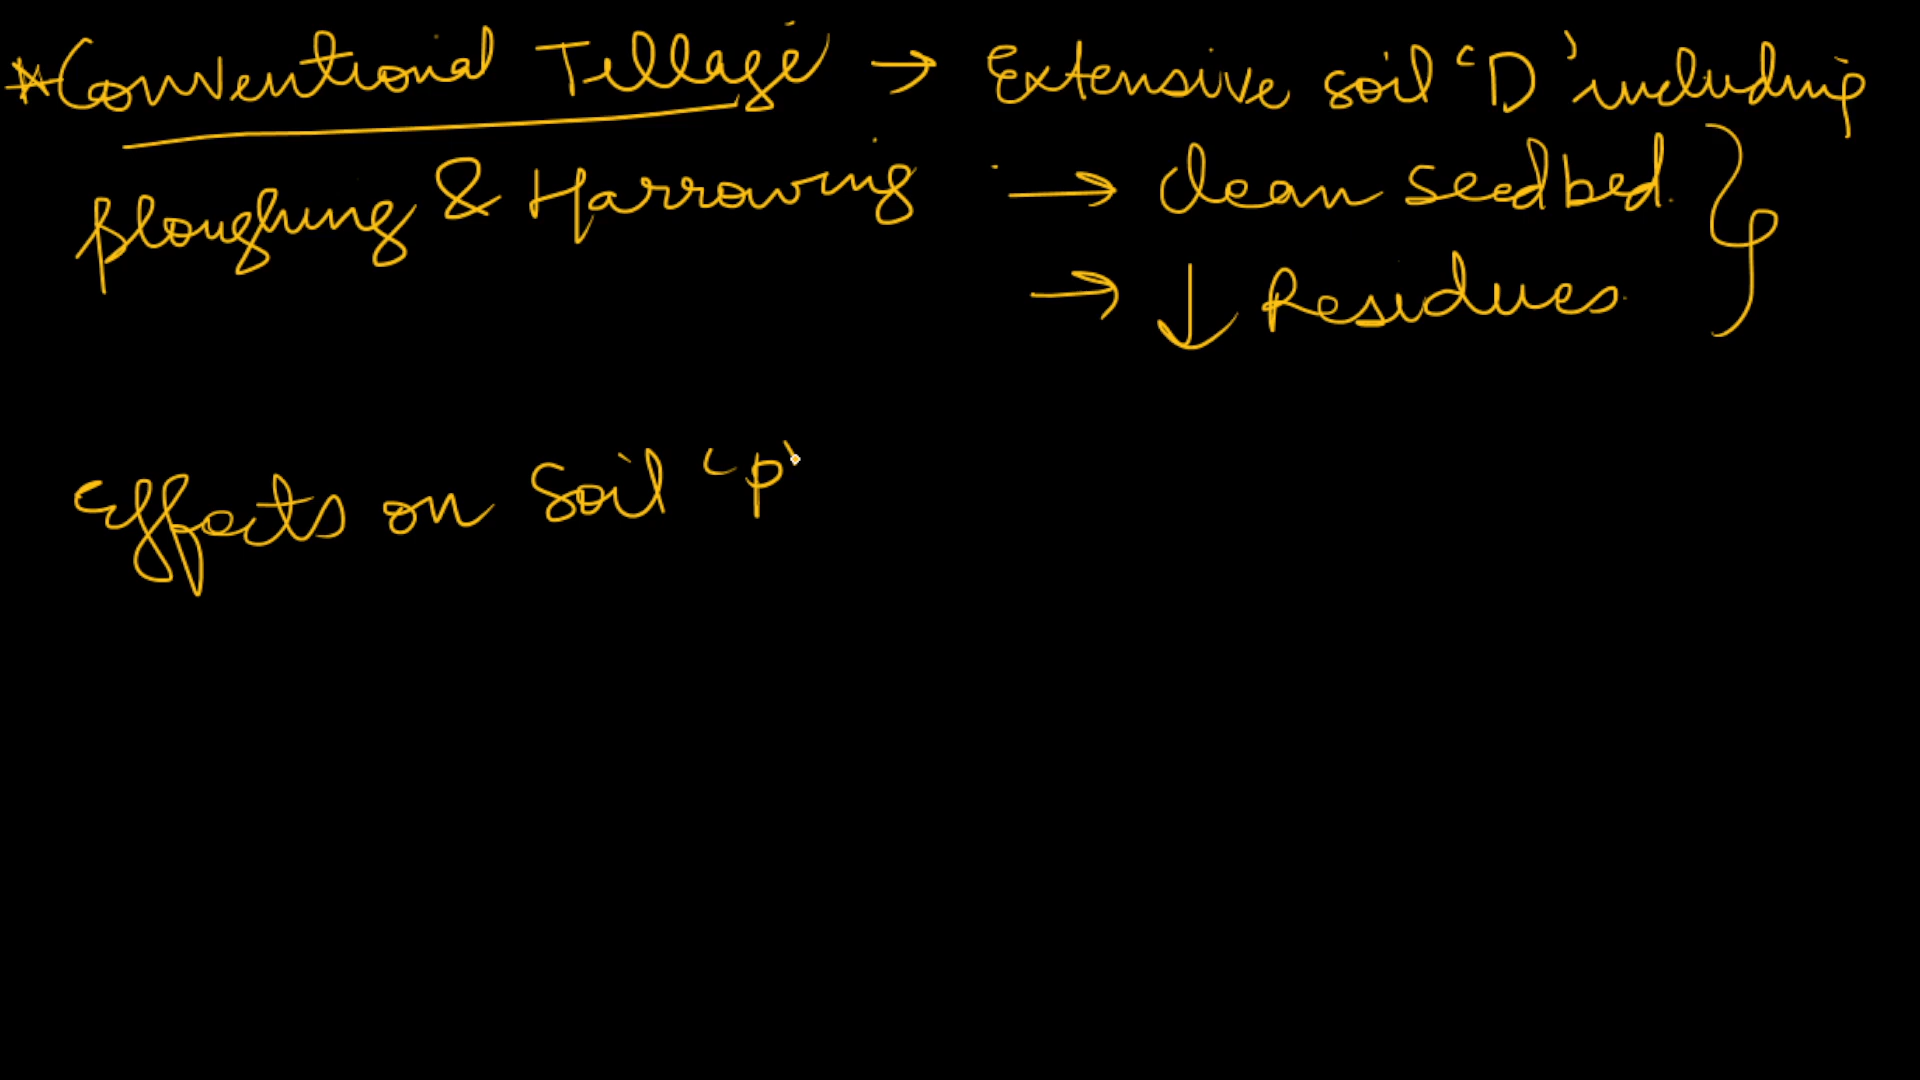 *Conventional Tillage → Extensive soil 'D' including
ploughing & Harrowing → clean seedbed.
→ ↓ Residues.
Effects on Soil 'p'